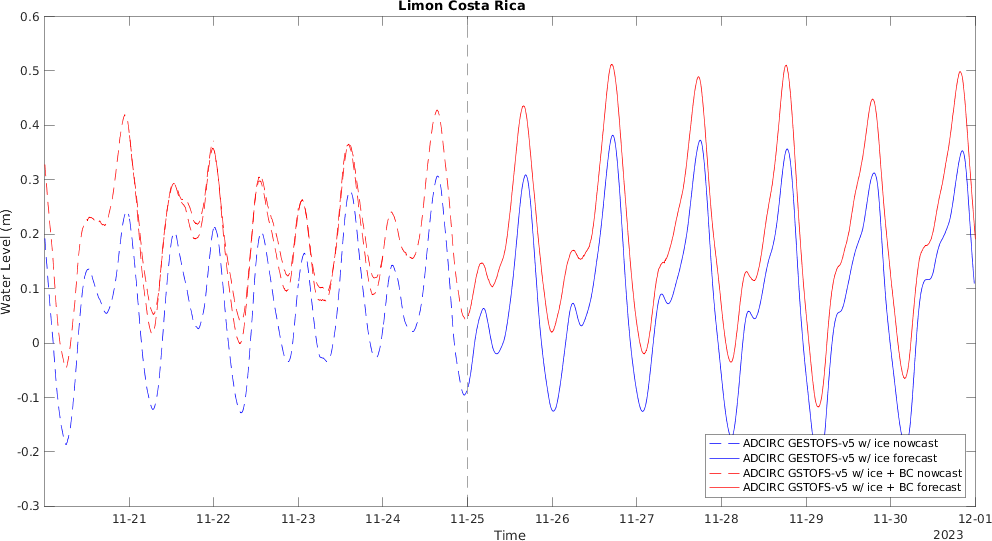 Limon Costa Rica
0.6
0.5
0.4
0.3
0.2
0.1
0
-0.1
-0.2
-0.3
Water Level (m)
ADCIRC GESTOFS-v5 w/ ice nowcast
ADCIRC GESTOFS-v5 w/ ice forecast
ADCIRC GSTOFS-v5 w/ ice + BC nowcast
ADCIRC GSTOFS-v5 w/ ice + BC forecast
11-21 11-22 11-23 11-24 11-25 11-26 11-27 11-28 11-29 11-30 12-01
Time
2023